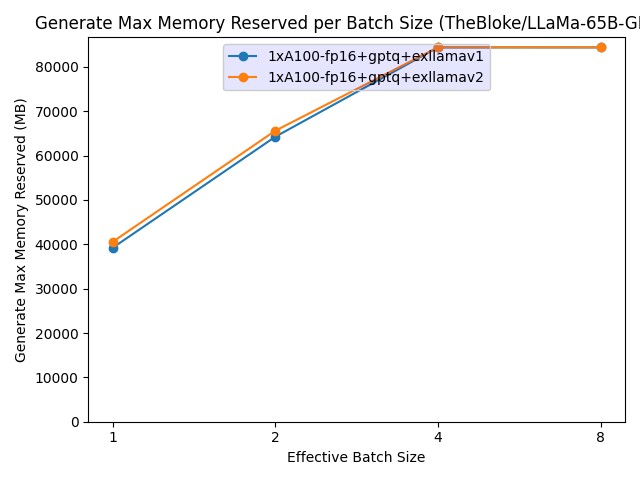 Generate Max Memory Reserved per Batch Size (TheBloke/LLaMa-65B-G
1xA100-fp16+gptq+exllamav1
1xA100-fp16+gptq+exllamav2
Generate Max Memory Reserved (MB)
80000
70000
60000
50000
40000
30000
20000
10000
0
1 2 4 8
Effective Batch Size